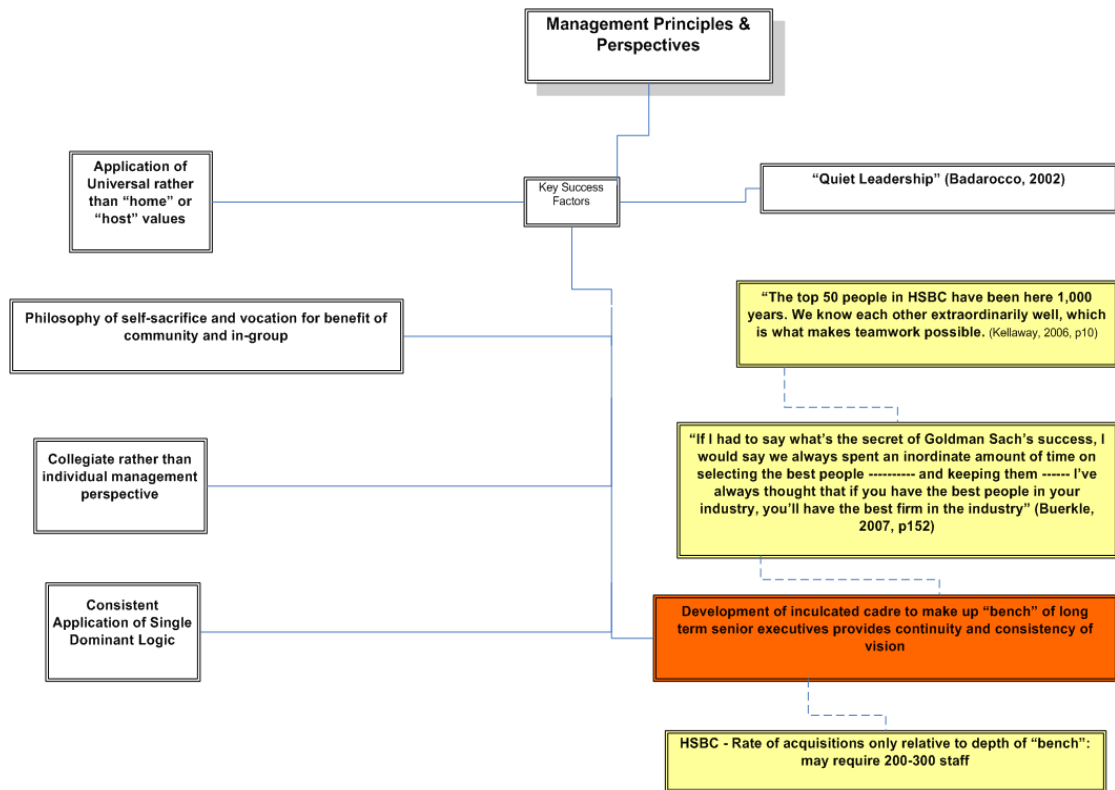 Management Principles &
Perspectives
Application of
Universal rather
than “home” or
“host” values
Key Success
Factors
“Quiet Leadership” (Badarocco, 2002)
Philosophy of self-sacrifice and vocation for benefit of
community and in-group
“The top 50 people in HSBC have been here 1,000
years. We know each other extraordinarily well, which
is what makes teamwork possible. (Kellaway, 2006, p10)
Collegiate rather than
individual management
perspective
“If I had to say what’s the secret of Goldman Sach’s success, I
would say we always spent an inordinate amount of time on
selecting the best people ---------- and keeping them ------ I’ve
always thought that if you have the best people in your
industry, you’ll have the best firm in the industry” (Buerkle,
2007, p152)
Consistent
Application of Single
Dominant Logic
Development of inculcated cadre to make up “bench” of long
term senior executives provides continuity and consistency of
vision
HSBC - Rate of acquisitions only relative to depth of “bench”:
may require 200-300 staff